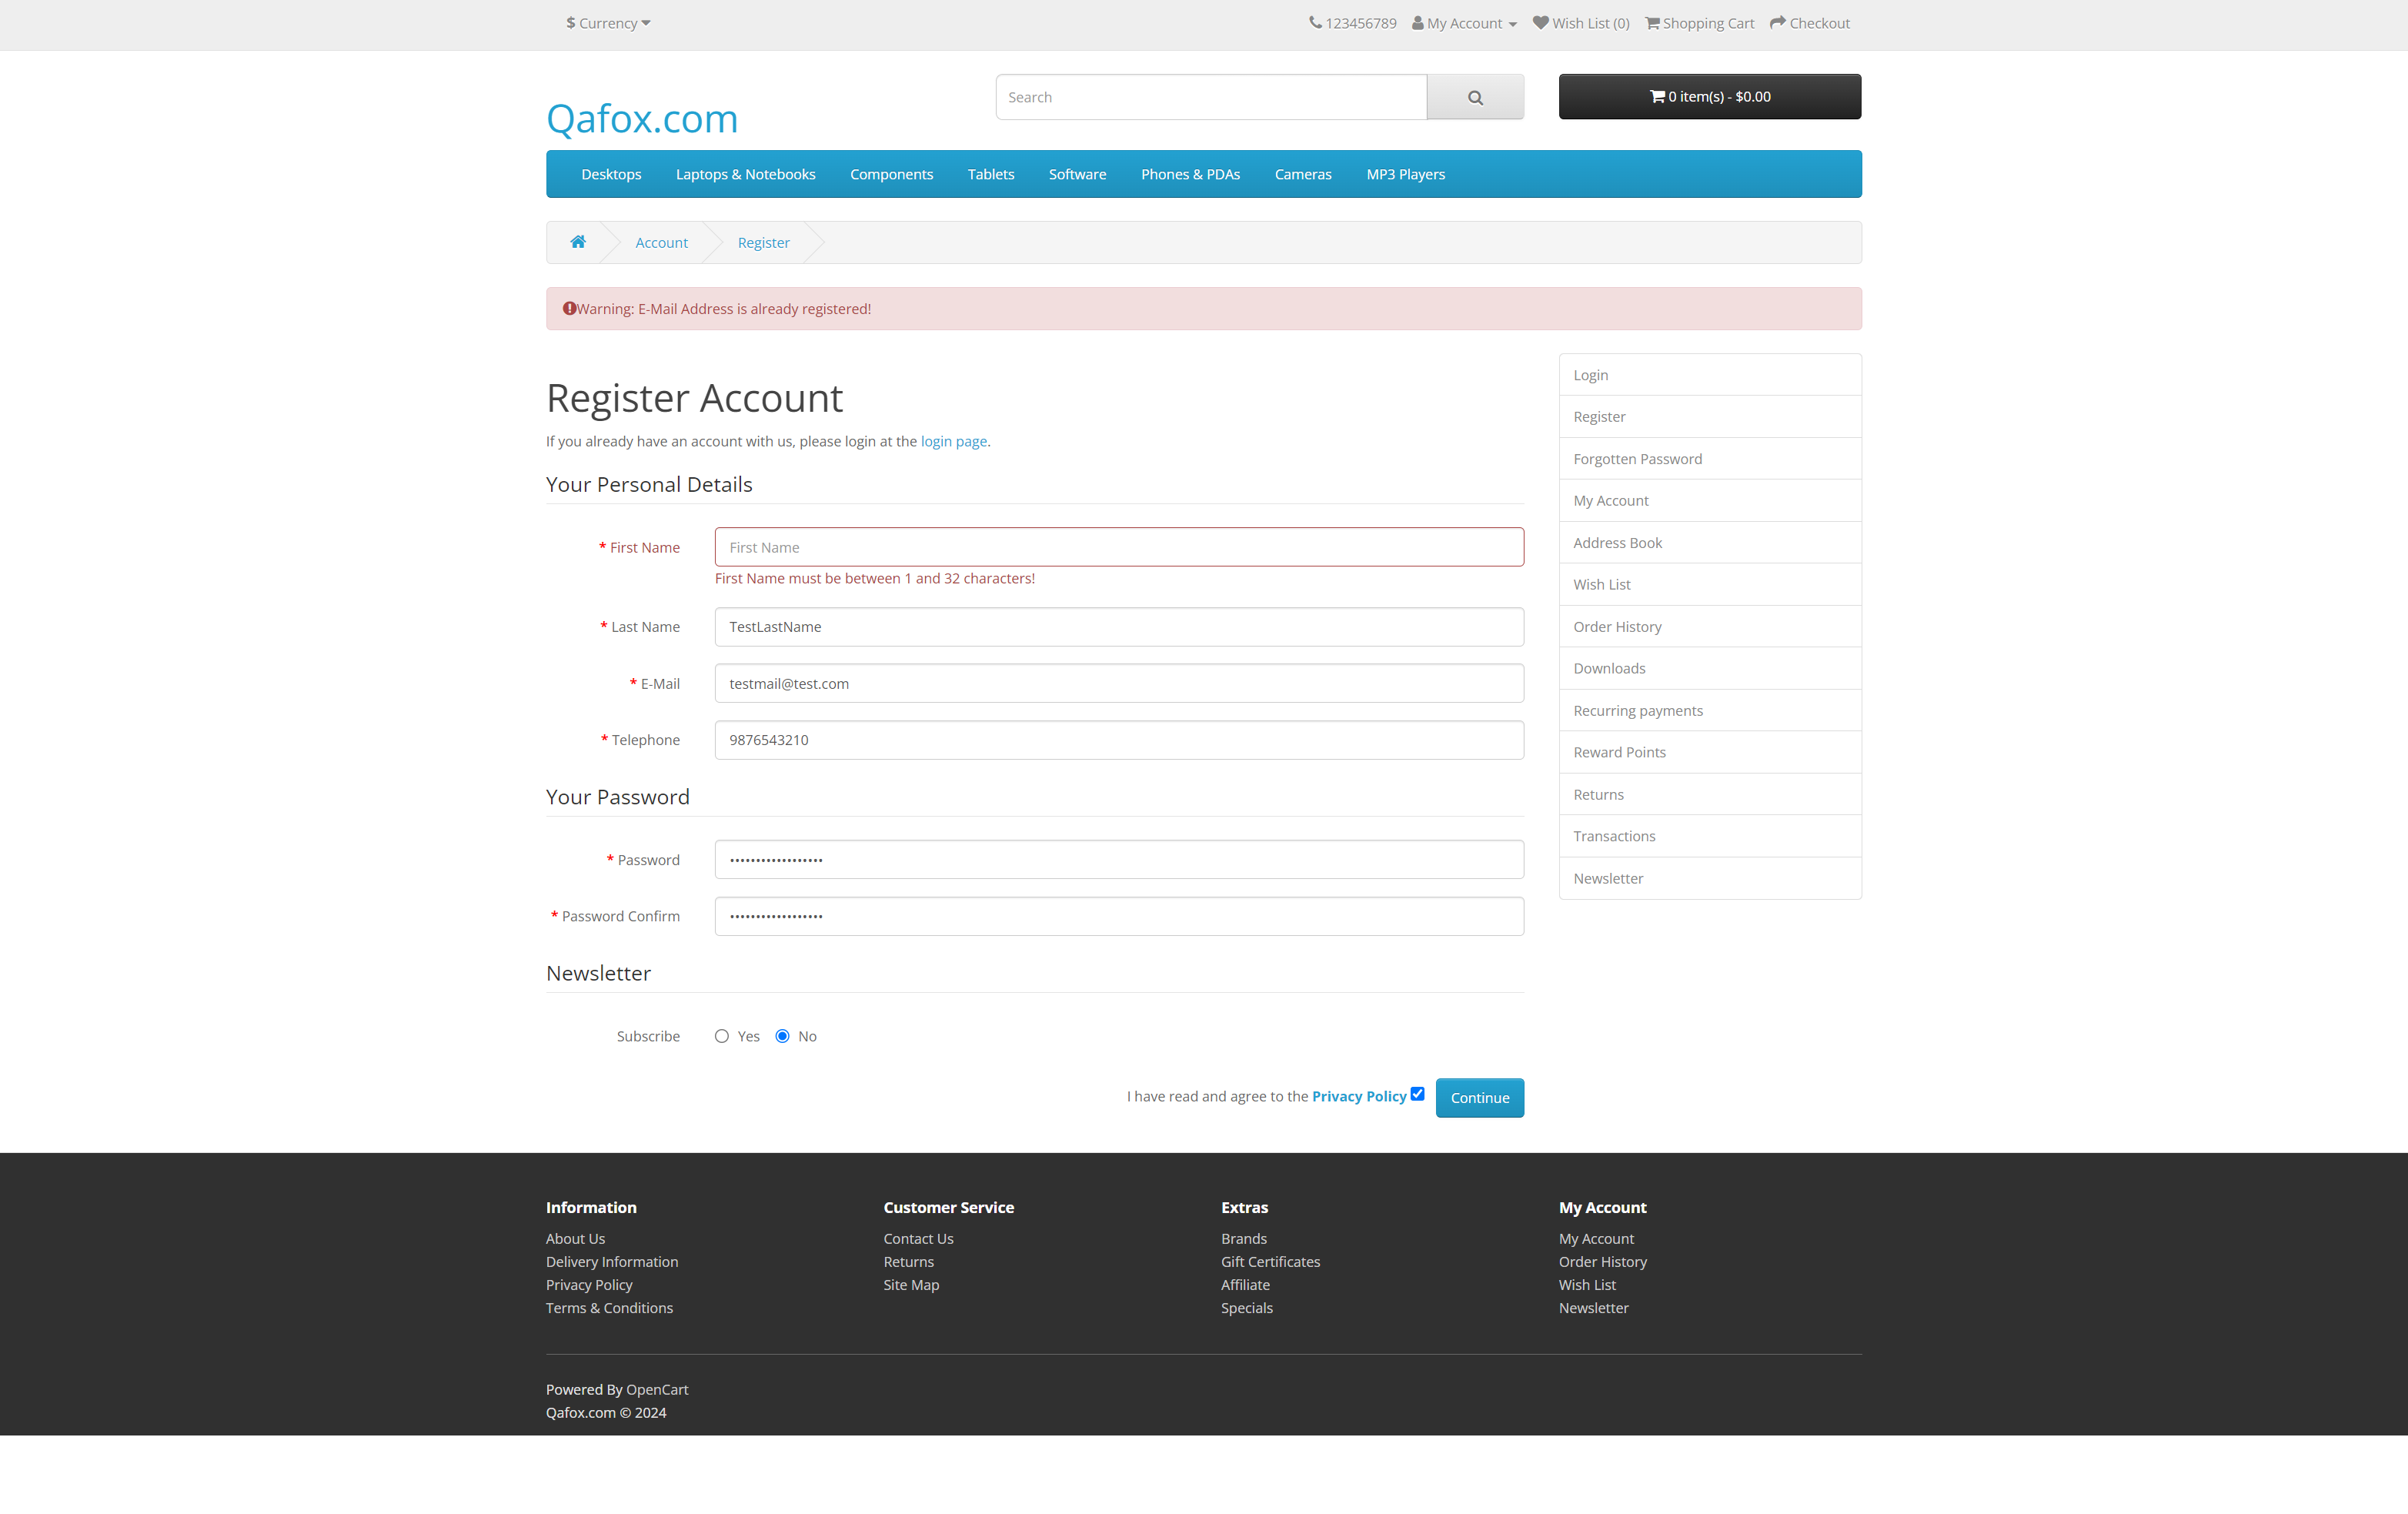 $ Currency
123456789 My Account Wish List (0) Shopping Cart Checkout
Qafox.com
Search
0 item(s) - $0.00
Desktops Laptops & Notebooks Components Tablets Software Phones & PDAs Cameras MP3 Players
Account Register
Warning: E-Mail Address is already registered!
Register Account
If you already have an account with us, please login at the login page.
Your Personal Details
* First Name First Name
First Name must be between 1 and 32 characters!
* Last Name TestLastName
* E-Mail testmail@test.com
* Telephone 9876543210
Your Password
* Password ••••••••••••••••••
* Password Confirm ••••••••••••••••••
Newsletter
Subscribe Yes No
I have read and agree to the Privacy Policy Continue
Login
Register
Forgotten Password
My Account
Address Book
Wish List
Order History
Downloads
Recurring payments
Reward Points
Returns
Transactions
Newsletter
Information
About Us
Delivery Information
Privacy Policy
Terms & Conditions
Customer Service
Contact Us
Returns
Site Map
Extras
Brands
Gift Certificates
Affiliate
Specials
My Account
My Account
Order History
Wish List
Newsletter
Powered By OpenCart
Qafox.com © 2024